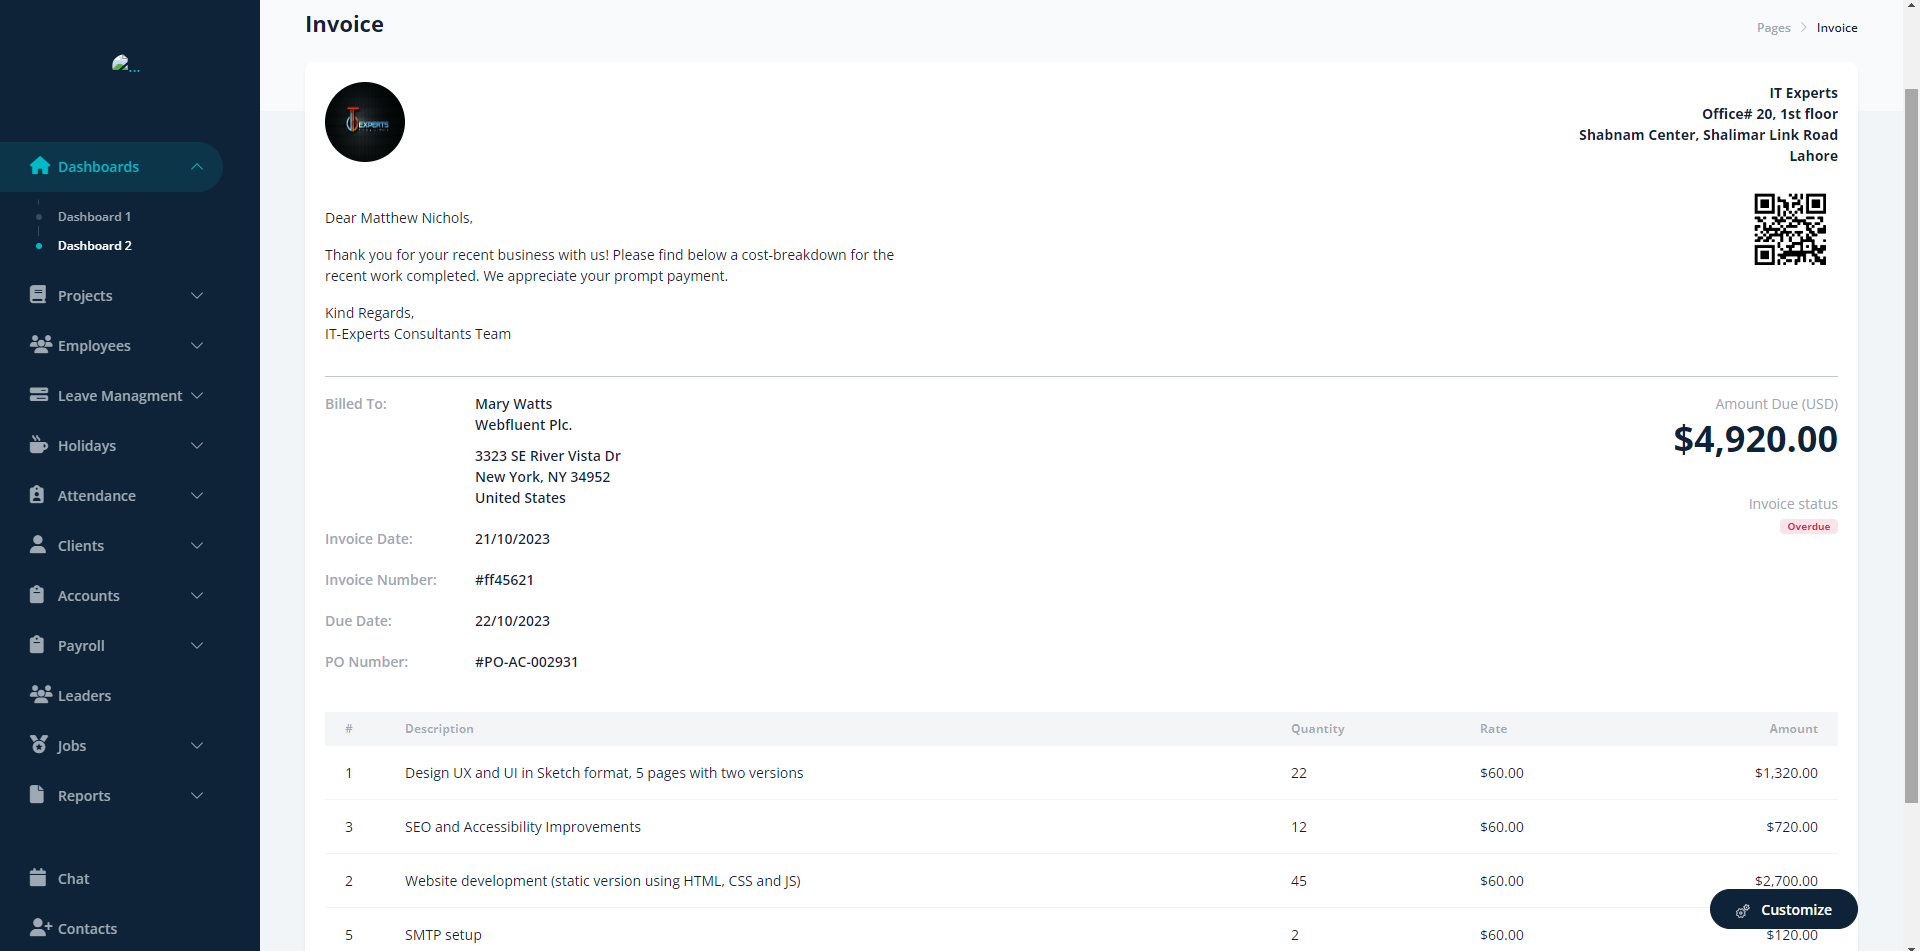 Invoice
Pages
Invoice
...
Dashboards
Dashboard 1
Dashboard 2
Projects
Employees
Leave Managment
Holidays
Attendance
Clients
Accounts
Payroll
Leaders
Jobs
Reports
Chat
Contacts
EXPERTS
IT Experts
Office# 20, 1st floor
Shabnam Center, Shalimar Link Road
Lahore
Dear Matthew Nichols,
Thank you for your recent business with us! Please find below a cost-breakdown for the
recent work completed. We appreciate your prompt payment.
Kind Regards,
IT-Experts Consultants Team
Billed To:
Mary Watts
Webfluent Plc.
3323 SE River Vista Dr
New York, NY 34952
United States
Amount Due (USD)
$4,920.00
Invoice status
Overdue
Invoice Date: 21/10/2023
Invoice Number: #ff45621
Due Date: 22/10/2023
PO Number: #PO-AC-002931
# Description Quantity Rate Amount
1 Design UX and UI in Sketch format, 5 pages with two versions 22 $60.00 $1,320.00
3 SEO and Accessibility Improvements 12 $60.00 $720.00
2 Website development (static version using HTML, CSS and JS) 45 $60.00 $2,700.00
5 SMTP setup 2 $60.00 $120.00
Customize